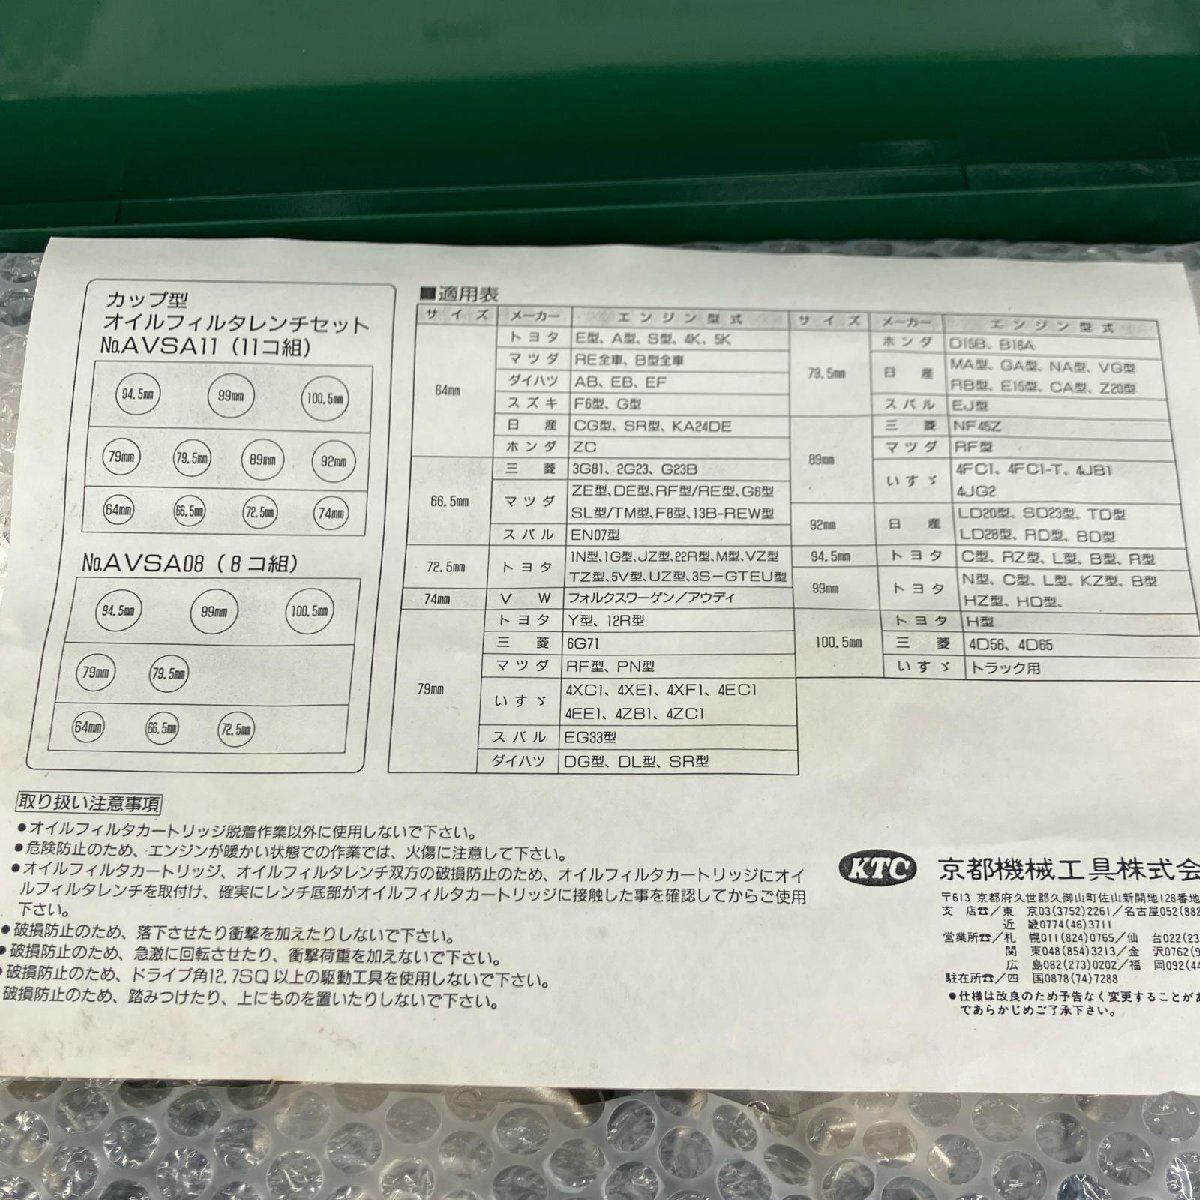 カップ型
オイルフィルタレンチセット
No.AVSA11 (11コ組)
94.5mm 99mm 100.5mm
79mm 79.5mm 89mm 92mm
64mm 66.5mm 72.5mm 74mm
No.AVSA08 (8コ組)
94.5mm 99mm 100.5mm
79mm 79.5mm
64mm 66.5mm 72.5mm
■適用表
サイズ メーカー エンジン型式
64mm
トヨタ E型、A型、S型、4K、5K
マツダ RE全車、B型全車
ダイハツ AB、EB、EF
スズキ F6型、G型
日産 CG型、SR型、KA24DE
ホンダ ZC
66.5mm
三菱 3G81、2G23、G23B
マツダ ZE型、DE型、RF型/RE型、G6型
SL型/TM型、F8型、13B-REW型
スバル EN07型
72.5mm
トヨタ 1N型、1G型、JZ型、22R型、M型、VZ型
TZ型、5V型、UZ型、3S-GTEU型
74mm VW フォルクスワーゲン/アウディ
79mm
トヨタ Y型、12R型
三菱 6G71
マツダ RF型、PN型
いすゞ 4XC1、4XE1、4XF1、4EC1
4EE1、4ZB1、4ZC1
スバル EG33型
ダイハツ DG型、DL型、SR型
サイズ メーカー エンジン型式
79.5mm
ホンダ D15B、B16A
日産 MA型、GA型、NA型、VG型
RB型、E15型、CA型、Z20型
スバル EJ型
89mm
三菱 NF45Z
マツダ RF型
いすゞ 4FC1、4FC1-T、4JB1
4JG2
92mm
日産 LD20型、SD23型、TD型
LD28型、RD型、BD型
94.5mm トヨタ C型、RZ型、L型、B型、R型
99mm
トヨタ N型、C型、L型、KZ型、B型
HZ型、HD型、
100.5mm
トヨタ H型
三菱 4D56、4D65
いすゞ トラック用
取り扱い注意事項
●オイルフィルタカートリッジ脱着作業以外に使用しないで下さい。
●危険防止のため、エンジンが暖かい状態での作業では、火傷に注意して下さい。
●オイルフィルタカートリッジ、オイルフィルタレンチ双方の破損防止のため、オイルフィルタカートリッジにオイ
ルフィルタレンチを取付け、確実にレンチ底部がオイルフィルタカートリッジに接触した事を確認してからご使用
下さい。
●破損防止のため、落下させたり衝撃を加えたりしないで下さい。
●破損防止のため、急激に回転させたり、衝撃荷重を加えないで下さい。
●破損防止のため、ドライブ角12.7SQ以上の駆動工具を使用しないで下さい。
破損防止のため、踏みつけたり、上にものを置いたりしないで下さい。
KTC 京都機械工具株式会
〒613 京都府久世郡久御山町佐山新開地128番地
支店☎/東京03(3752)2261/名古屋052(882
近畿0774(46)3711
営業所☎/札幌011(824)0765/仙台022(23
関東048(854)3213/金沢0762(9
広島082(273)0202/福岡092(44
駐在所☎/四国0878(74)7288
●仕様は改良のため予告なく変更することがあ
であらかじめご了承下さい。